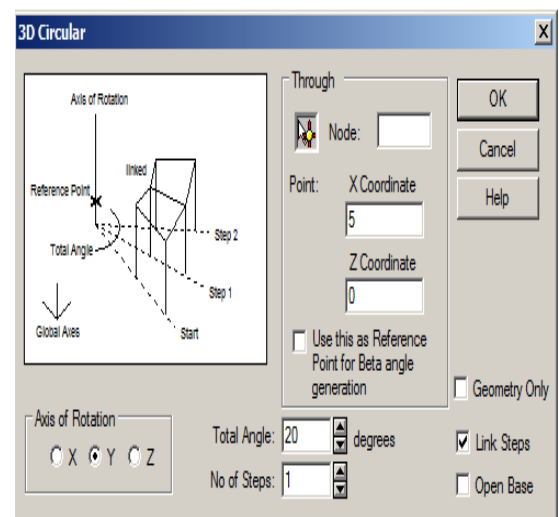 3D Circular
Axis of Rotation
linked
Reference Point
Step 2
Total Angle
Step 1
Global Axes
Start
Through
Node:
Point:
X Coordinate
5
Z Coordinate
0
Use this as Reference
Point for Beta angle
generation
OK
Cancel
Help
Geometry Only
Axis of Rotation
X Y Z
Total Angle: 20 degrees
Link Steps
No of Steps: 1
Open Base